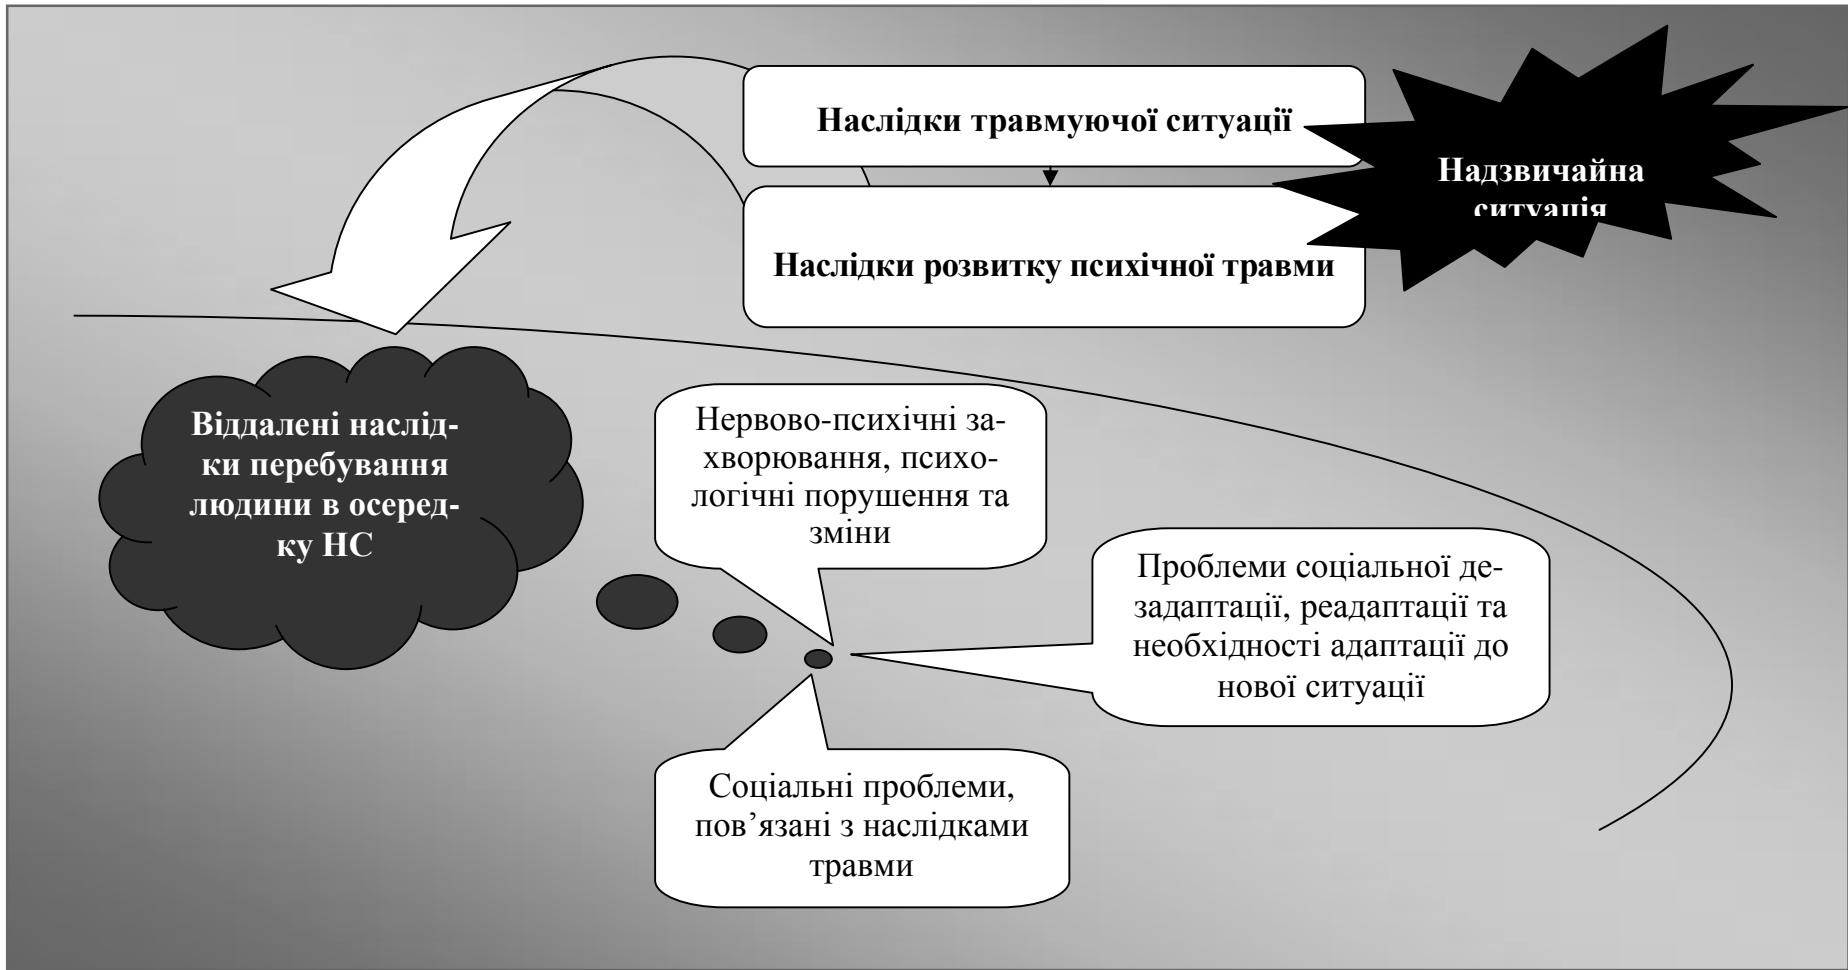 Наслідки травмуючої ситуації
Надзвичайна
ситуація
Наслідки розвитку психічної травми
Віддалені наслід-
ки перебування
людини в осеред-
ку НС
Нервово-психічні за-
хворювання, психо-
логічні порушення та
зміни
Проблеми соціальної де-
задаптації, реадаптації та
необхідності адаптації до
нової ситуації
Соціальні проблеми,
пов’язані з наслідками
травми